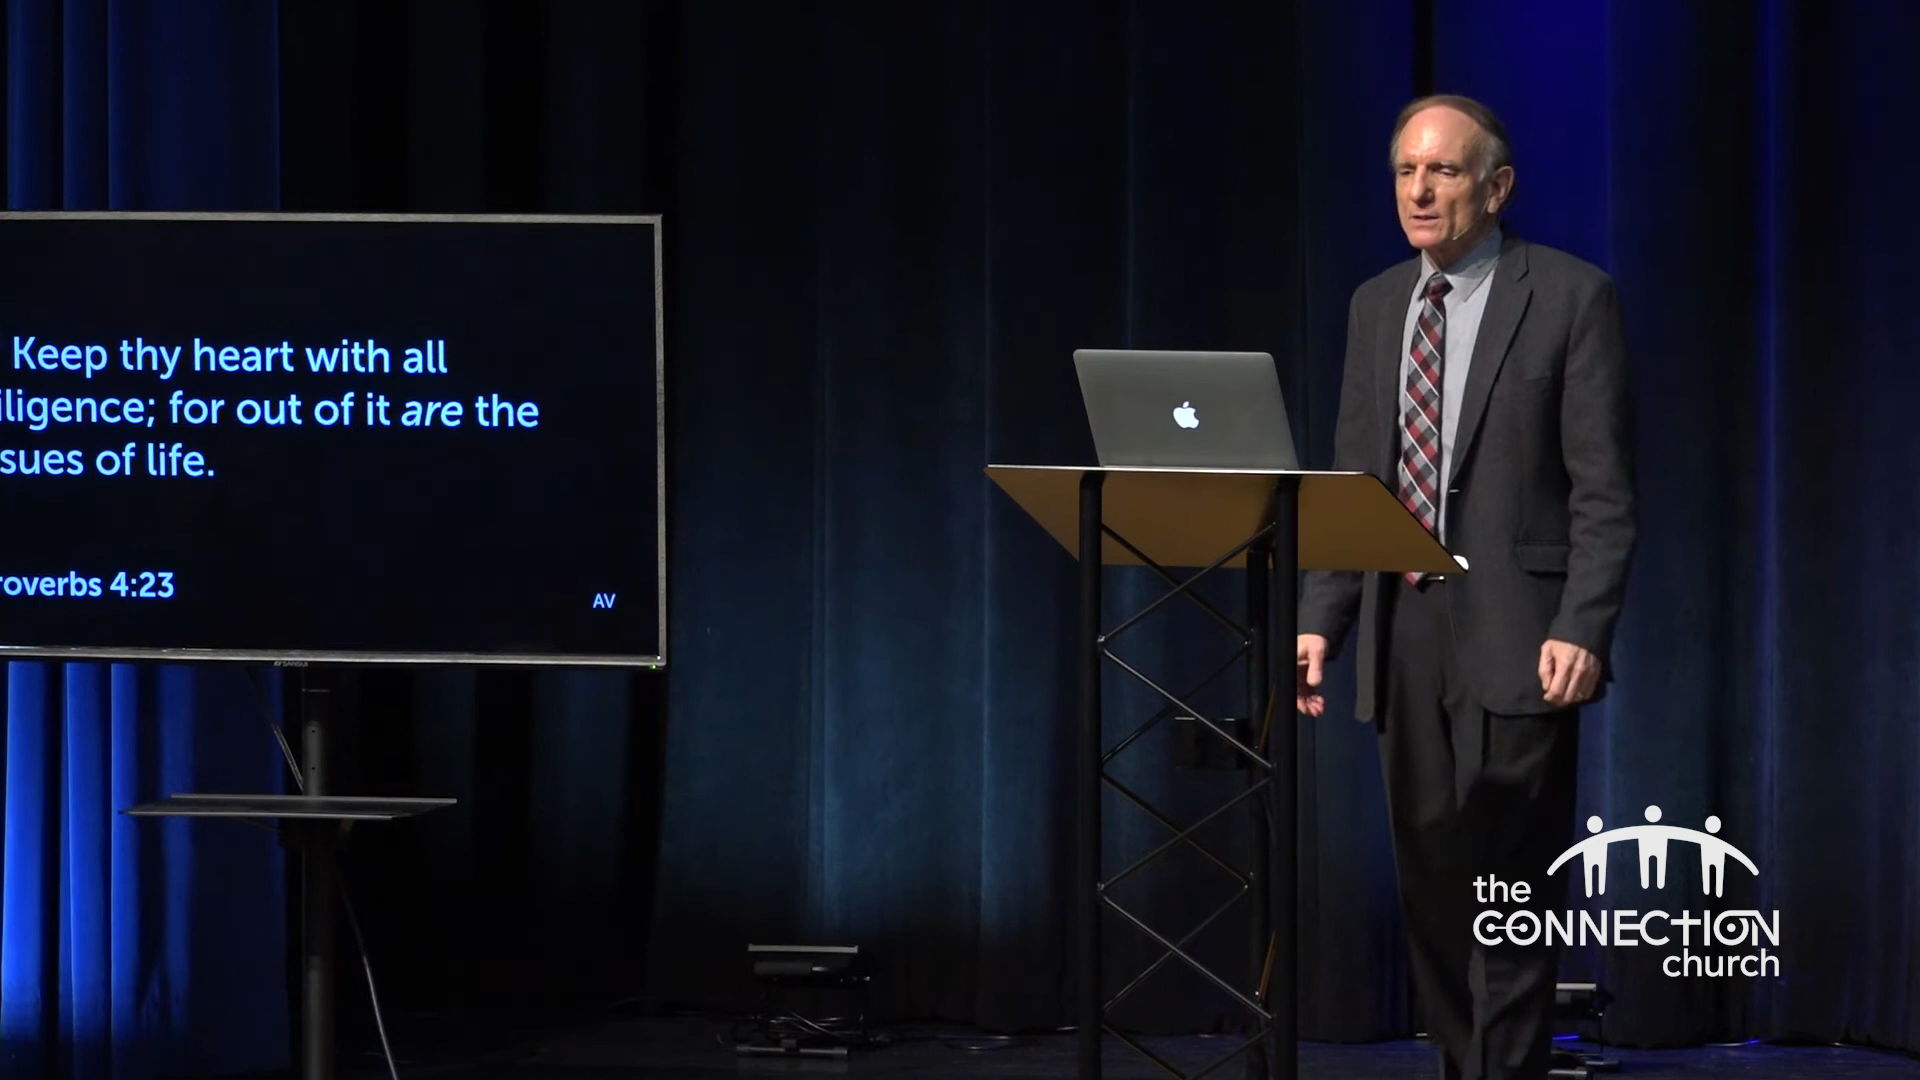 Keep thy heart with all
iligence; for out of it are the
sues of life.
roverbs 4:23
AV
the
CONNECTION
church